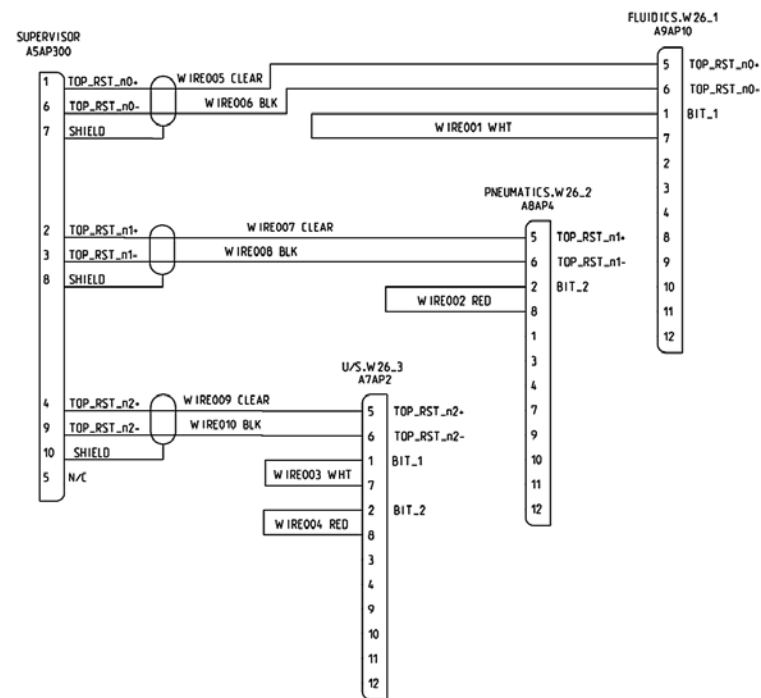 FLUIDICS.W26_1
A9AP10
SUPERVISOR
A5AP300
1 TOP_RST_n0+ WIRE005 CLEAR 5 TOP_RST_n0+
6 TOP_RST_n0- WIRE006 BLK 6 TOP_RST_n0-
1 BIT_1
7 SHIELD WIRE001 WHT 7
2
3
4
8
9
10
11
12
PNEUMATICS.W26_2
A8AP4
2 TOP_RST_n1+ WIRE007 CLEAR 5 TOP_RST_n1+
3 TOP_RST_n1- WIRE008 BLK 6 TOP_RST_n1-
8 SHIELD 2 BIT_2
WIRE002 RED 8
1
3
4
7
9
10
11
12
U/S.W26_3
A7AP2
4 TOP_RST_n2+ WIRE009 CLEAR 5 TOP_RST_n2+
9 TOP_RST_n2- WIRE010 BLK 6 TOP_RST_n2-
10 SHIELD 1 BIT_1
5 N/C WIRE003 WHT 7
2 BIT_2
WIRE004 RED 8
3
4
9
10
11
12